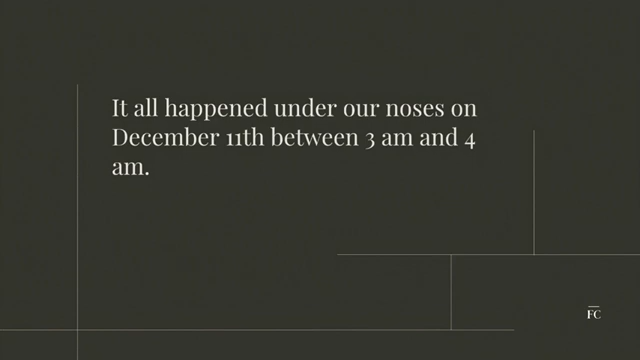 It all happened under our noses on
December 11th between 3 am and 4
am.
FC